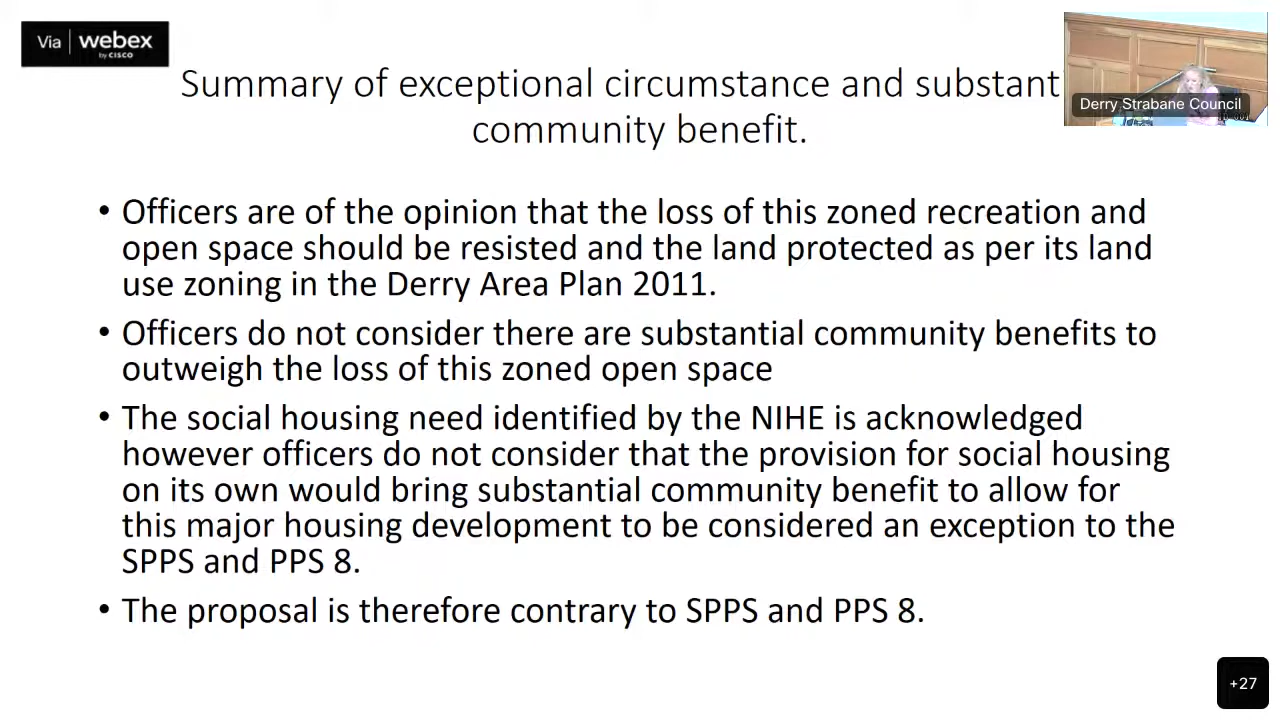 Via webex
by CISCO
Summary of exceptional circumstance and substant
community benefit.
Derry Strabane Council
• Officers are of the opinion that the loss of this zoned recreation and
open space should be resisted and the land protected as per its land
use zoning in the Derry Area Plan 2011.
• Officers do not consider there are substantial community benefits to
outweigh the loss of this zoned open space
• The social housing need identified by the NIHE is acknowledged
however officers do not consider that the provision for social housing
on its own would bring substantial community benefit to allow for
this major housing development to be considered an exception to the
SPPS and PPS 8.
• The proposal is therefore contrary to SPPS and PPS 8.
+27